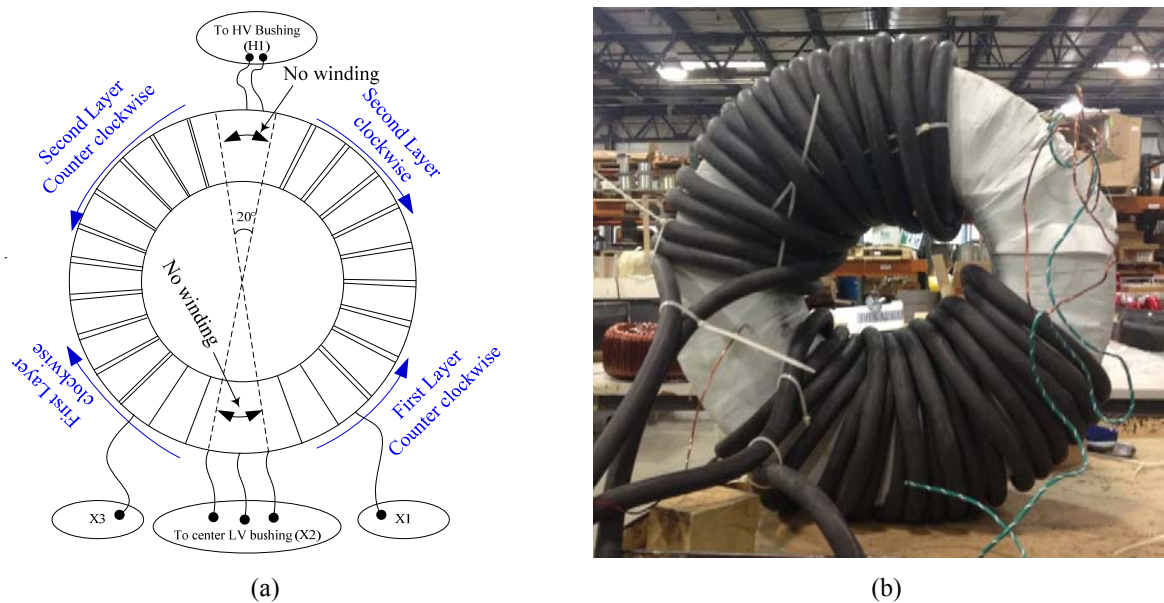 To HV Bushing
(H1)
No winding
Second Layer
Counter clockwise
Second Layer
clockwise
20°
No winding
First Layer
clockwise
First Layer
Counter clockwise
X3
To center LV bushing (X2)
X1
(a)
(b)